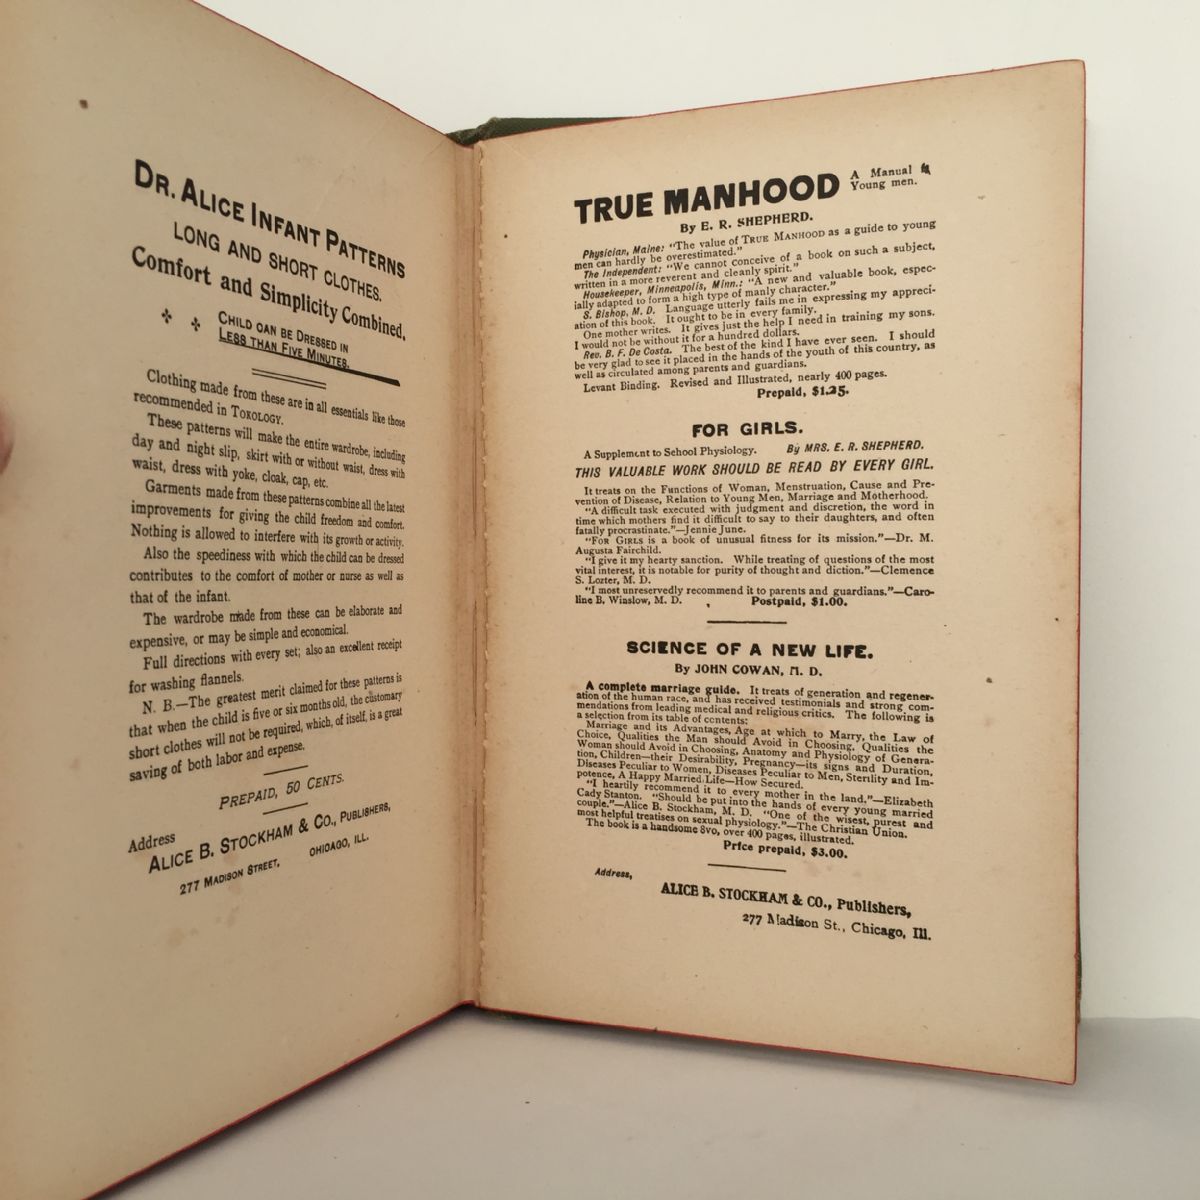 DR. ALICE INFANT PATTERNS
LONG AND SHORT CLOTHES.
Comfort and Simplicity Combined.
CHILD CAN BE DRESSED IN
LESS THAN FIVE MINUTES.
Clothing made from these are in all essentials like those
recommended in TOKOLOGY.
These patterns will make the entire wardrobe, including
day and night slip, skirt with or without waist, dress with
waist, dress with yoke, cloak, cap, etc.
Garments made from these patterns combine all the latest
improvements for giving the child freedom and comfort.
Nothing is allowed to interfere with its growth or activity.
Also the speediness with which the child can be dressed
contributes to the comfort of mother or nurse as well as
that of the infant.
The wardrobe made from these can be elaborate and
expensive, or may be simple and economical.
Full directions with every set; also an excellent receipt
for washing flannels.
N. B.—The greatest merit claimed for these patterns is
that when the child is five or six months old, the customary
short clothes will not be required, which, of itself, is a great
saving of both labor and expense.
PREPAID, 50 CENTS.
Address
ALICE B. STOCKHAM & CO., PUBLISHERS,
277 MADISON STREET, CHICAGO, ILL.
TRUE MANHOOD
A Manual
Young men.
By E. R. SHEPHERD.
Physician, Maine: "The value of TRUE MANHOOD as a guide to young
men can hardly be overestimated."
The Independent: "We cannot conceive of a book on such a subject,
written in a more reverent and cleanly spirit."
Housekeeper, Minneapolis, Minn.: "A new and valuable book, espec-
ially adapted to form a high type of manly character."
S. Bishop, M. D. Language utterly fails me in expressing my appreci-
ation of this book. It ought to be in every family.
One mother writes. It gives just the help I need in training my sons.
I would not be without it for a hundred dollars.
Rev. B. F. De Costa. The best of the kind I have ever seen. I should
be very glad to see it placed in the hands of the youth of this country, as
well as circulated among parents and guardians.
Levant Binding. Revised and Illustrated, nearly 400 pages.
Prepaid, $1.25.
FOR GIRLS.
A Supplement to School Physiology. By MRS. E. R. SHEPHERD.
THIS VALUABLE WORK SHOULD BE READ BY EVERY GIRL.
It treats on the Functions of Woman, Menstruation, Cause and Pre-
vention of Disease, Relation to Young Men, Marriage and Motherhood.
"A difficult task executed with judgment and discretion, the word in
time which mothers find it difficult to say to their daughters, and often
fatally procrastinate."—Jennie June.
"FOR GIRLS is a book of unusual fitness for its mission."—Dr. M.
Augusta Fairchild.
"I give it my hearty sanction. While treating of questions of the most
vital interest, it is notable for purity of thought and diction."—Clemence
S. Lozier, M. D.
"I most unreservedly recommend it to parents and guardians."—Caro-
line B. Winslow, M. D. Postpaid, $1.00.
SCIENCE OF A NEW LIFE.
By JOHN COWAN, M. D.
A complete marriage guide. It treats of generation and regener-
ation of the human race, and has received testimonials and strong com-
mendations from leading medical and religious critics. The following is
a selection from its table of contents:
Marriage and its Advantages, Age at which to Marry, the Law of
Choice, Qualities the Man should Avoid in Choosing, Qualities the
Woman should Avoid in Choosing, Anatomy and Physiology of Genera-
tion, Children—their Desirability, Pregnancy—its signs and Duration,
Diseases Peculiar to Women, Diseases Peculiar to Men, Sterility and Im-
potence, A Happy Married Life—How Secured.
"I heartily recommend it to every mother in the land."—Elizabeth
Cady Stanton. "Should be put into the hands of every young married
couple."—Alice B. Stockham, M. D. "One of the wisest, purest and
most helpful treatises on sexual physiology."—The Christian Union.
The book is a handsome 8vo, over 400 pages, illustrated.
Price prepaid, $3.00.
Address,
ALICE B. STOCKHAM & CO., Publishers,
277 Madison St., Chicago, Ill.